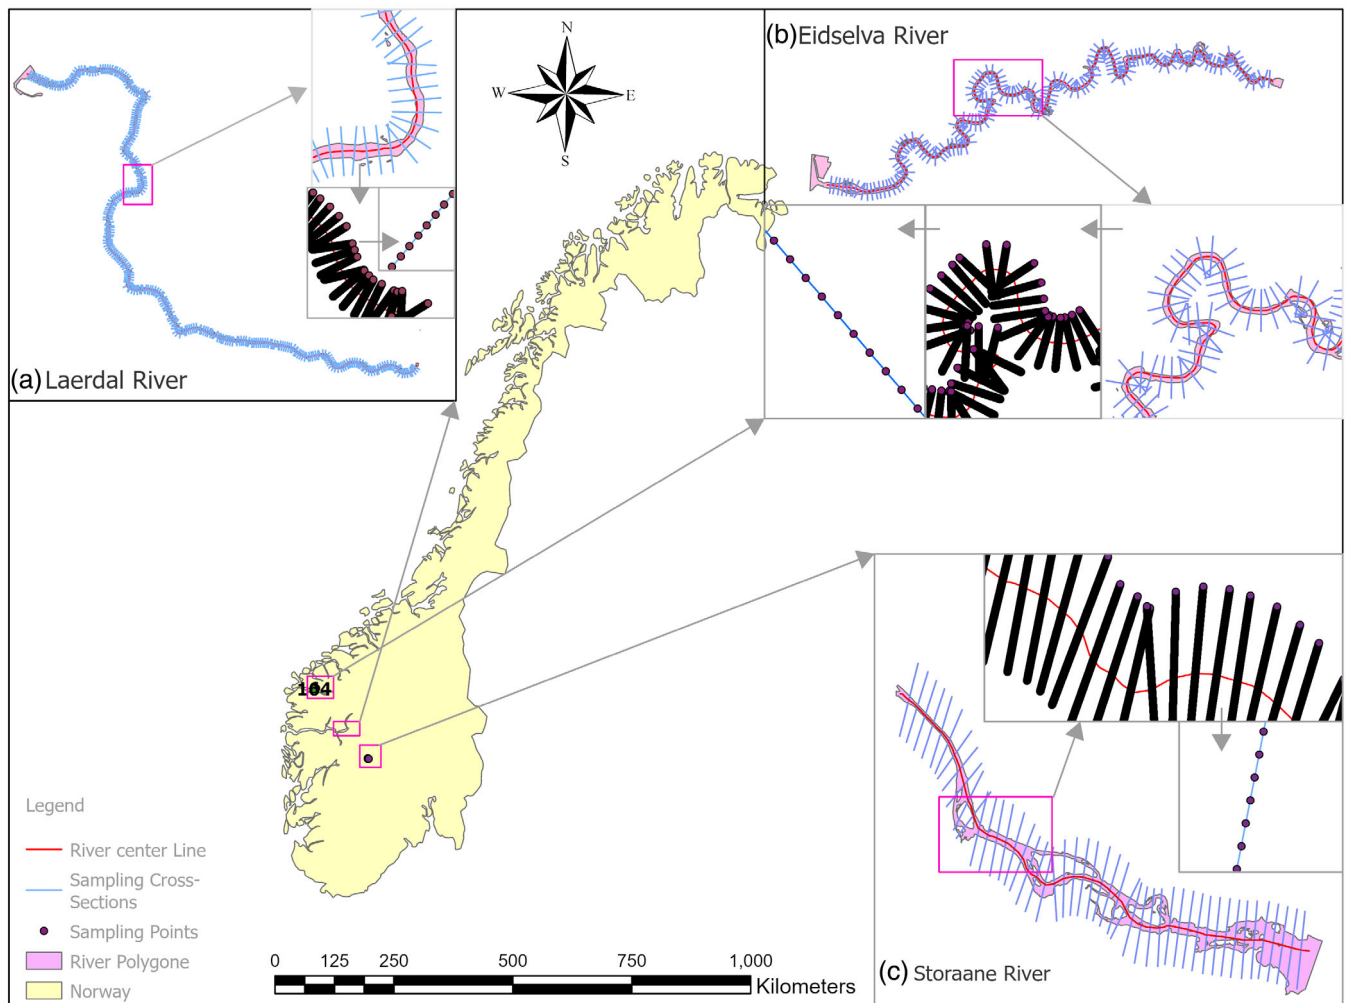 (b) Eidselva River
N
W E
S
(a) Laerdal River
Legend
River center Line
Sampling Cross-
Sections
Sampling Points
River Polygone
Norway
0 125 250 500 750 1,000
Kilometers
(c) Storaane River